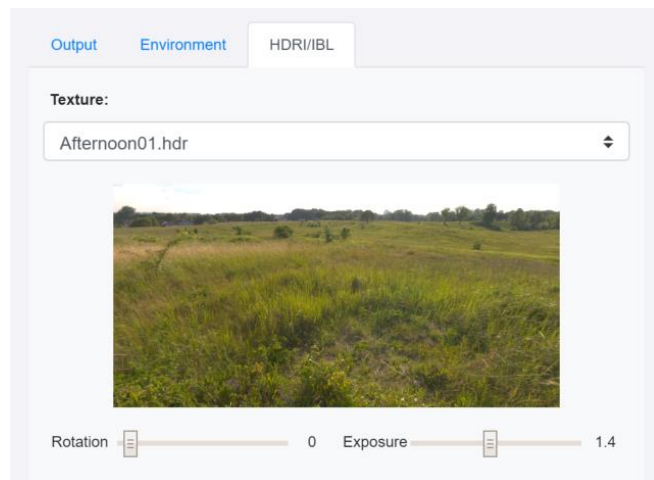 Output Environment HDRI/IBL
Texture:
Afternoon01.hdr
Rotation 0 Exposure 1.4